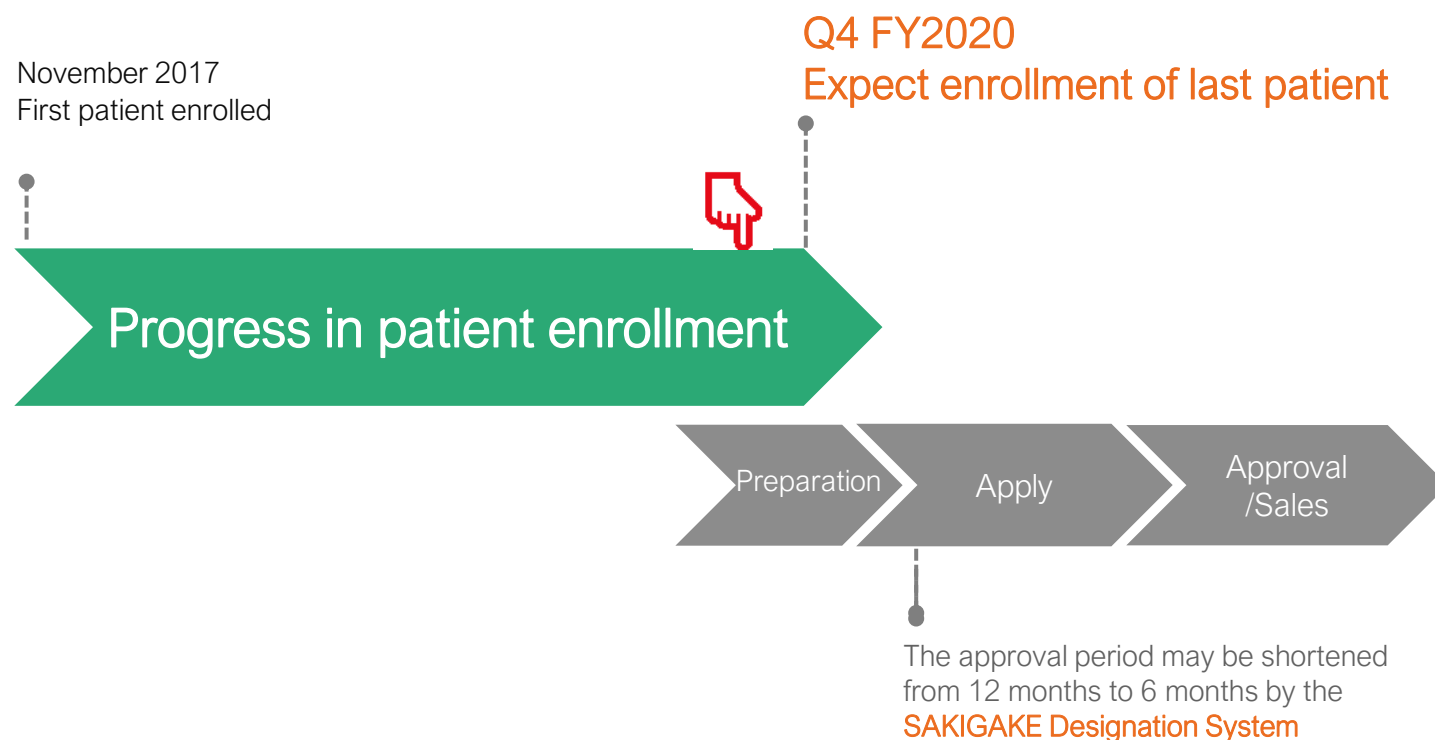 November 2017
First patient enrolled
Q4 FY2020
Expect enrollment of last patient
Progress in patient enrollment
Preparation
Apply
Approval
/Sales
The approval period may be shortened
from 12 months to 6 months by the
SAKIGAKE Designation System